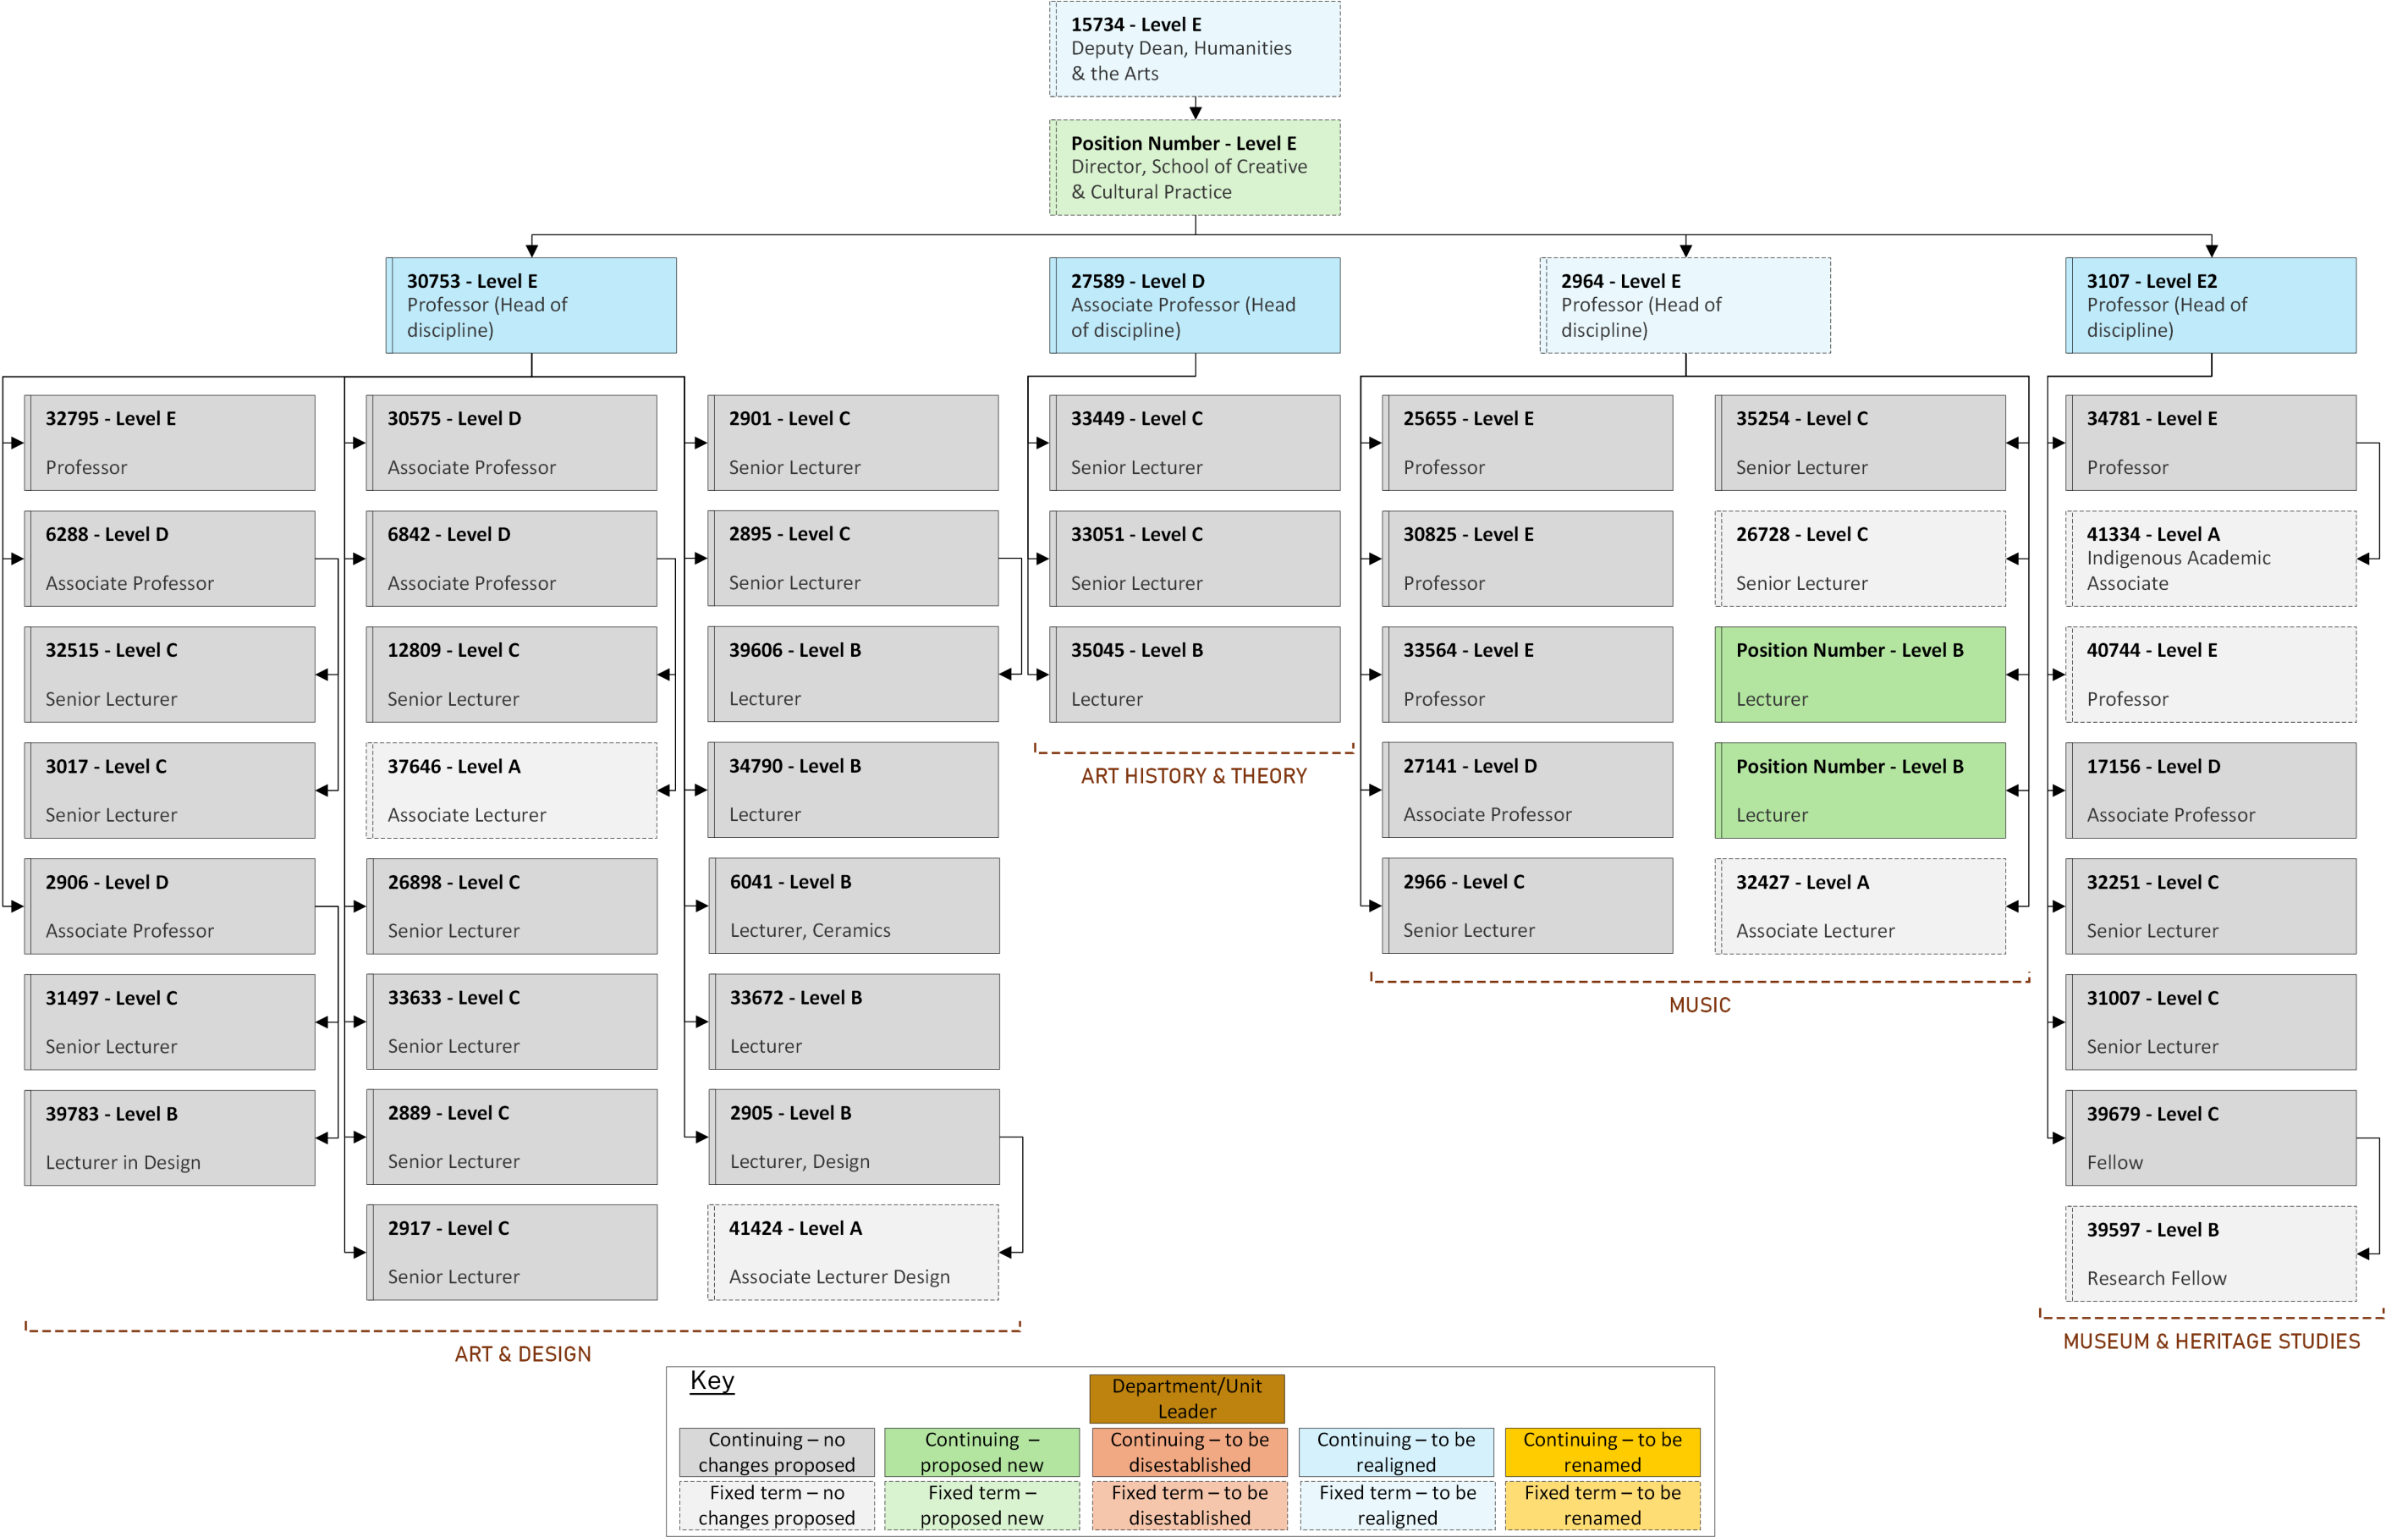 15734 - Level E
Deputy Dean, Humanities
& the Arts
Position Number - Level E
Director, School of Creative
& Cultural Practice
30753 - Level E
Professor (Head of
discipline)
27589 - Level D
Associate Professor (Head
of discipline)
2964 - Level E
Professor (Head of
discipline)
3107 - Level E2
Professor (Head of
discipline)
32795 - Level E
Professor
6288 - Level D
Associate Professor
32515 - Level C
Senior Lecturer
3017 - Level C
Senior Lecturer
2906 - Level D
Associate Professor
31497 - Level C
Senior Lecturer
39783 - Level B
Lecturer in Design
30575 - Level D
Associate Professor
6842 - Level D
Associate Professor
12809 - Level C
Senior Lecturer
37646 - Level A
Associate Lecturer
26898 - Level C
Senior Lecturer
33633 - Level C
Senior Lecturer
2889 - Level C
Senior Lecturer
2917 - Level C
Senior Lecturer
2901 - Level C
Senior Lecturer
2895 - Level C
Senior Lecturer
39606 - Level B
Lecturer
34790 - Level B
Lecturer
6041 - Level B
Lecturer, Ceramics
33672 - Level B
Lecturer
2905 - Level B
Lecturer, Design
41424 - Level A
Associate Lecturer Design
ART & DESIGN
33449 - Level C
Senior Lecturer
33051 - Level C
Senior Lecturer
35045 - Level B
Lecturer
ART HISTORY & THEORY
25655 - Level E
Professor
30825 - Level E
Professor
33564 - Level E
Professor
27141 - Level D
Associate Professor
2966 - Level C
Senior Lecturer
35254 - Level C
Senior Lecturer
26728 - Level C
Senior Lecturer
Position Number - Level B
Lecturer
Position Number - Level B
Lecturer
32427 - Level A
Associate Lecturer
MUSIC
34781 - Level E
Professor
41334 - Level A
Indigenous Academic
Associate
40744 - Level E
Professor
17156 - Level D
Associate Professor
32251 - Level C
Senior Lecturer
31007 - Level C
Senior Lecturer
39679 - Level C
Fellow
39597 - Level B
Research Fellow
MUSEUM & HERITAGE STUDIES
Key
Department/Unit
Leader
Continuing – no
changes proposed
Continuing –
proposed new
Continuing – to be
disestablished
Continuing – to be
realigned
Continuing – to be
renamed
Fixed term – no
changes proposed
Fixed term –
proposed new
Fixed term – to be
disestablished
Fixed term – to be
realigned
Fixed term – to be
renamed